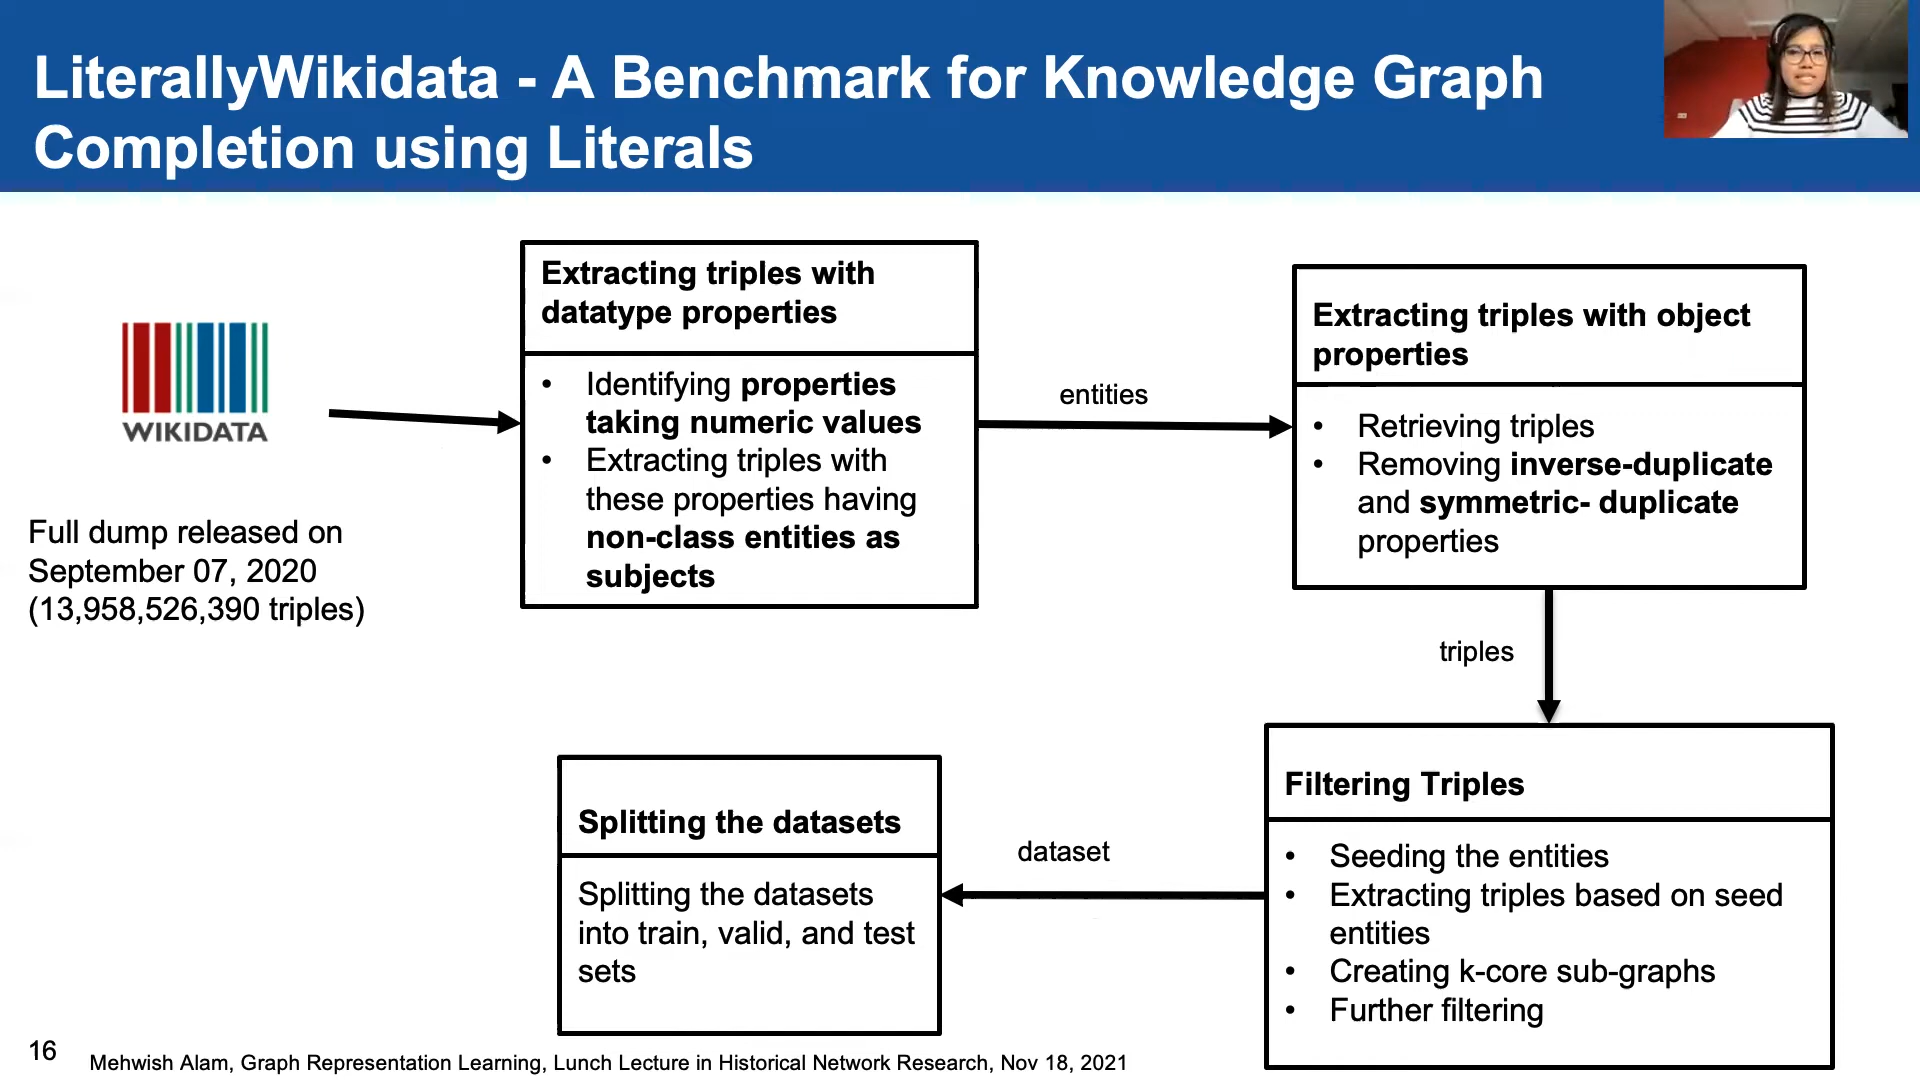 LiterallyWikidata - A Benchmark for Knowledge Graph
Completion using Literals
WIKIDATA
Full dump released on
September 07, 2020
(13,958,526,390 triples)
Extracting triples with
datatype properties
• Identifying properties
taking numeric values
• Extracting triples with
these properties having
non-class entities as
subjects
entities
Extracting triples with object
properties
• Retrieving triples
• Removing inverse-duplicate
and symmetric- duplicate
properties
triples
Filtering Triples
• Seeding the entities
• Extracting triples based on seed
entities
• Creating k-core sub-graphs
• Further filtering
dataset
Splitting the datasets
Splitting the datasets
into train, valid, and test
sets
16
Mehwish Alam, Graph Representation Learning, Lunch Lecture in Historical Network Research, Nov 18, 2021